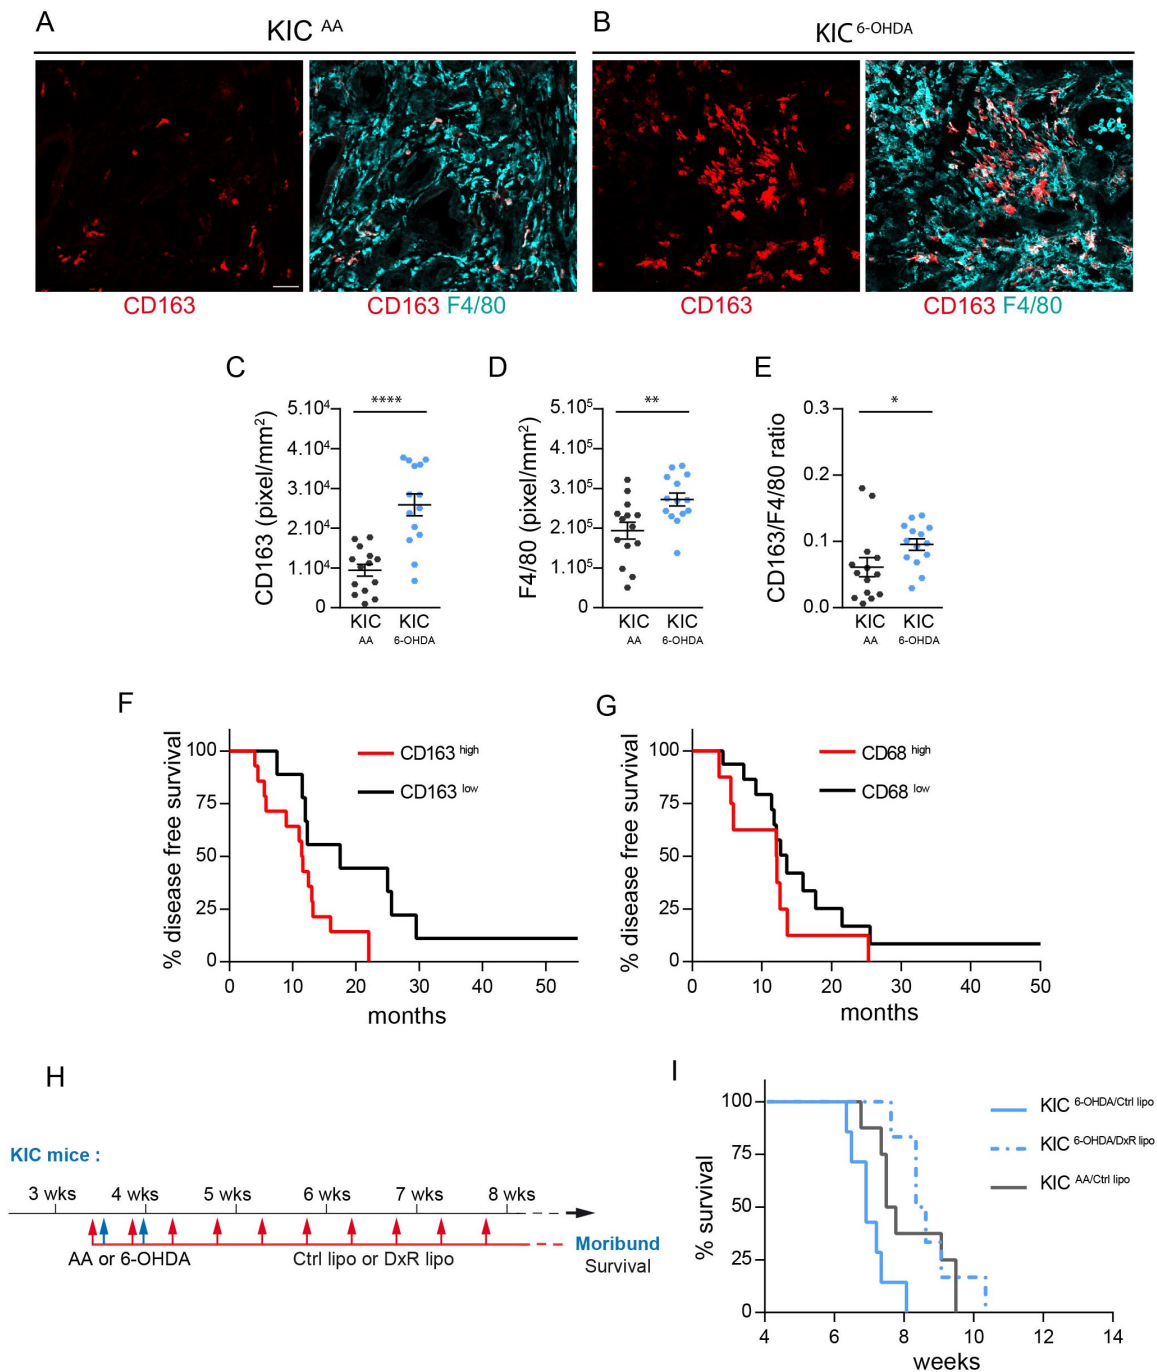 A
KIC AA
B
KIC 6-OHDA
CD163
CD163 F4/80
CD163
CD163 F4/80
C
D
E
CD163 (pixel/mm2)
5.104
4.104
3.104
2.104
1.104
0
****
KIC AA
KIC 6-OHDA
F4/80 (pixel/mm2)
5.105
4.105
3.105
2.105
1.105
0
**
KIC AA
KIC 6-OHDA
CD163/F4/80 ratio
0.3
0.2
0.1
0.0
*
KIC AA
KIC 6-OHDA
F
% disease free survival
100
75
50
25
0
0 10 20 30 40 50
months
CD163 high
CD163 low
G
% disease free survival
100
75
50
25
0
0 10 20 30 40 50
months
CD68 high
CD68 low
H
KIC mice :
3 wks 4 wks 5 wks 6 wks 7 wks 8 wks
AA or 6-OHDA Ctrl lipo or DxR lipo
Moribund
Survival
I
% survival
100
75
50
25
0
4 6 8 10 12 14
weeks
KIC 6-OHDA/Ctrl lipo
KIC 6-OHDA/DxR lipo
KIC AA/Ctrl lipo